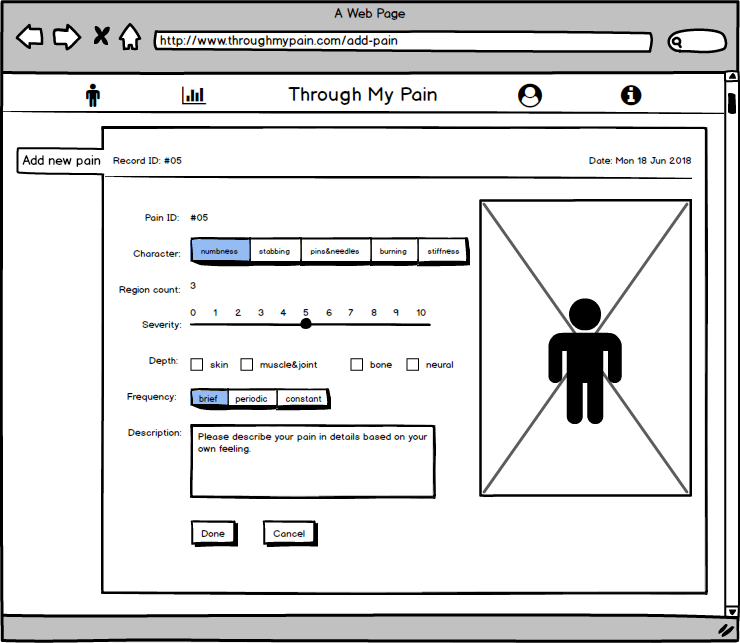 A Web Page
http://www.throughmypain.com/add-pain
Through My Pain
Add new pain
Record ID: #05
Date: Mon 18 Jun 2018
Pain ID: #05
Character: numbness stabbing pins&needles burning stiffness
Region count: 3
0 1 2 3 4 5 6 7 8 9 10
Severity:
Depth: skin muscle&joint bone neural
Frequency: brief periodic constant
Description: Please describe your pain in details based on your
own feeling.
Done Cancel